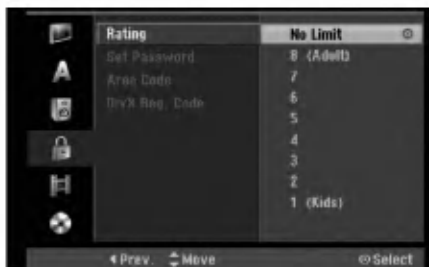 Rating
Set Password
Area Code
DivX Reg. Code
No Limit
8 (Adult)
7
6
5
4
3
2
1 (Kids)
Prev. Move Select